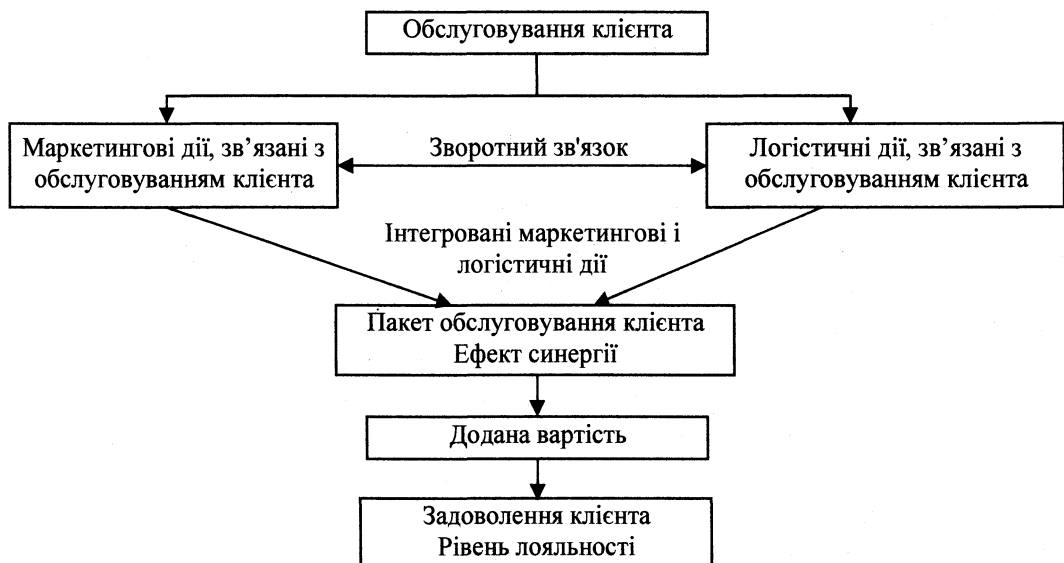 Обслуговування клієнта
Маркетингові дії, зв’язані з
обслуговуванням клієнта
Зворотний зв'язок
Логістичні дії, зв’язані з
обслуговуванням клієнта
Інтегровані маркетингові і
логістичні дії
Пакет обслуговування клієнта
Ефект синергії
Додана вартість
Задоволення клієнта
Рівень лояльності